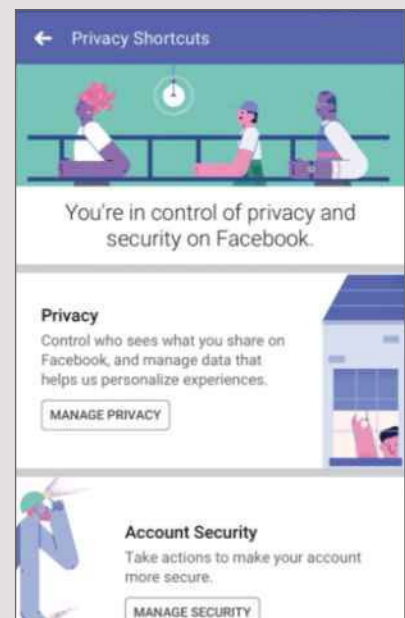 Privacy Shortcuts
You're in control of privacy and
security on Facebook.
Privacy
Control who sees what you share on
Facebook, and manage data that
helps us personalize experiences.
MANAGE PRIVACY
Account Security
Take actions to make your account
more secure.
MANAGE SECURITY